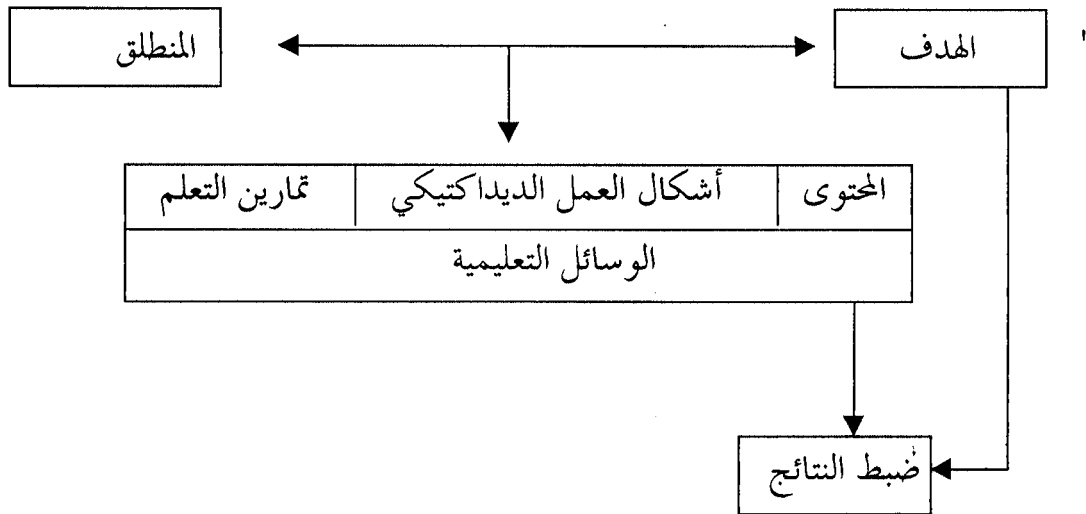 الهدف
المنطلق
المحتوى
أشكال العمل الديداكتيكي
تمارين التعلم
الوسائل التعليمية
ضبط النتائج